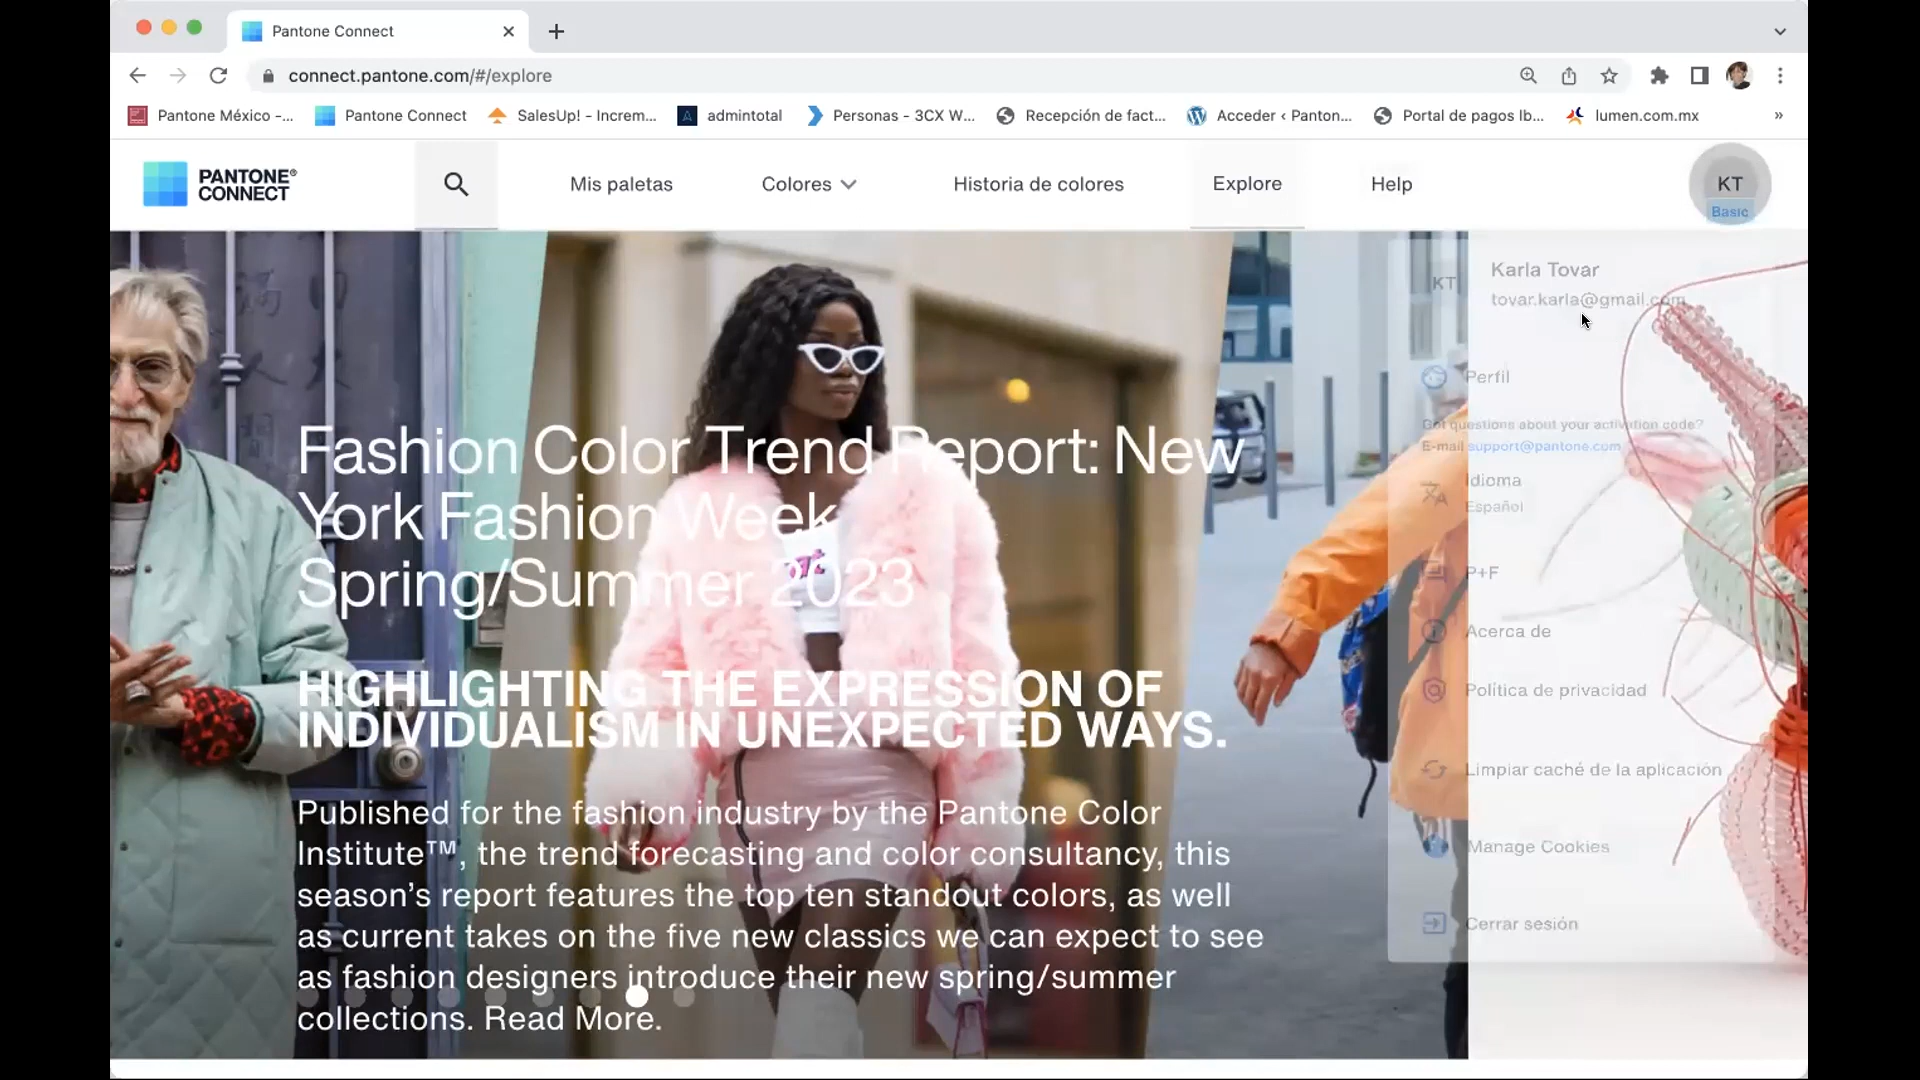 Pantone Connect
connect.pantone.com/#/explore
Pantone México -...
Pantone Connect
SalesUp! - Increm...
admintotal
Personas - 3CX W...
Recepción de fact...
Acceder ‹ Panton...
Portal de pagos Ib...
lumen.com.mx
»
PANTONE®
CONNECT
Mis paletas
Colores
Historia de colores
Explore
Help
KT
Basic
KT
Karla Tovar
tovar.karla@gmail.com
Perfil
Got questions about your activation code?
E-mail support@pantone.com
Idioma
Español
P+F
Acerca de
Política de privacidad
Limpiar caché de la aplicación
Manage Cookies
Cerrar sesión
Fashion Color Trend Report: New
York Fashion Week
Spring/Summer 2023
HIGHLIGHTING THE EXPRESSION OF
INDIVIDUALISM IN UNEXPECTED WAYS.
Published for the fashion industry by the Pantone Color
Institute™, the trend forecasting and color consultancy, this
season’s report features the top ten standout colors, as well
as current takes on the five new classics we can expect to see
as fashion designers introduce their new spring/summer
collections. Read More.